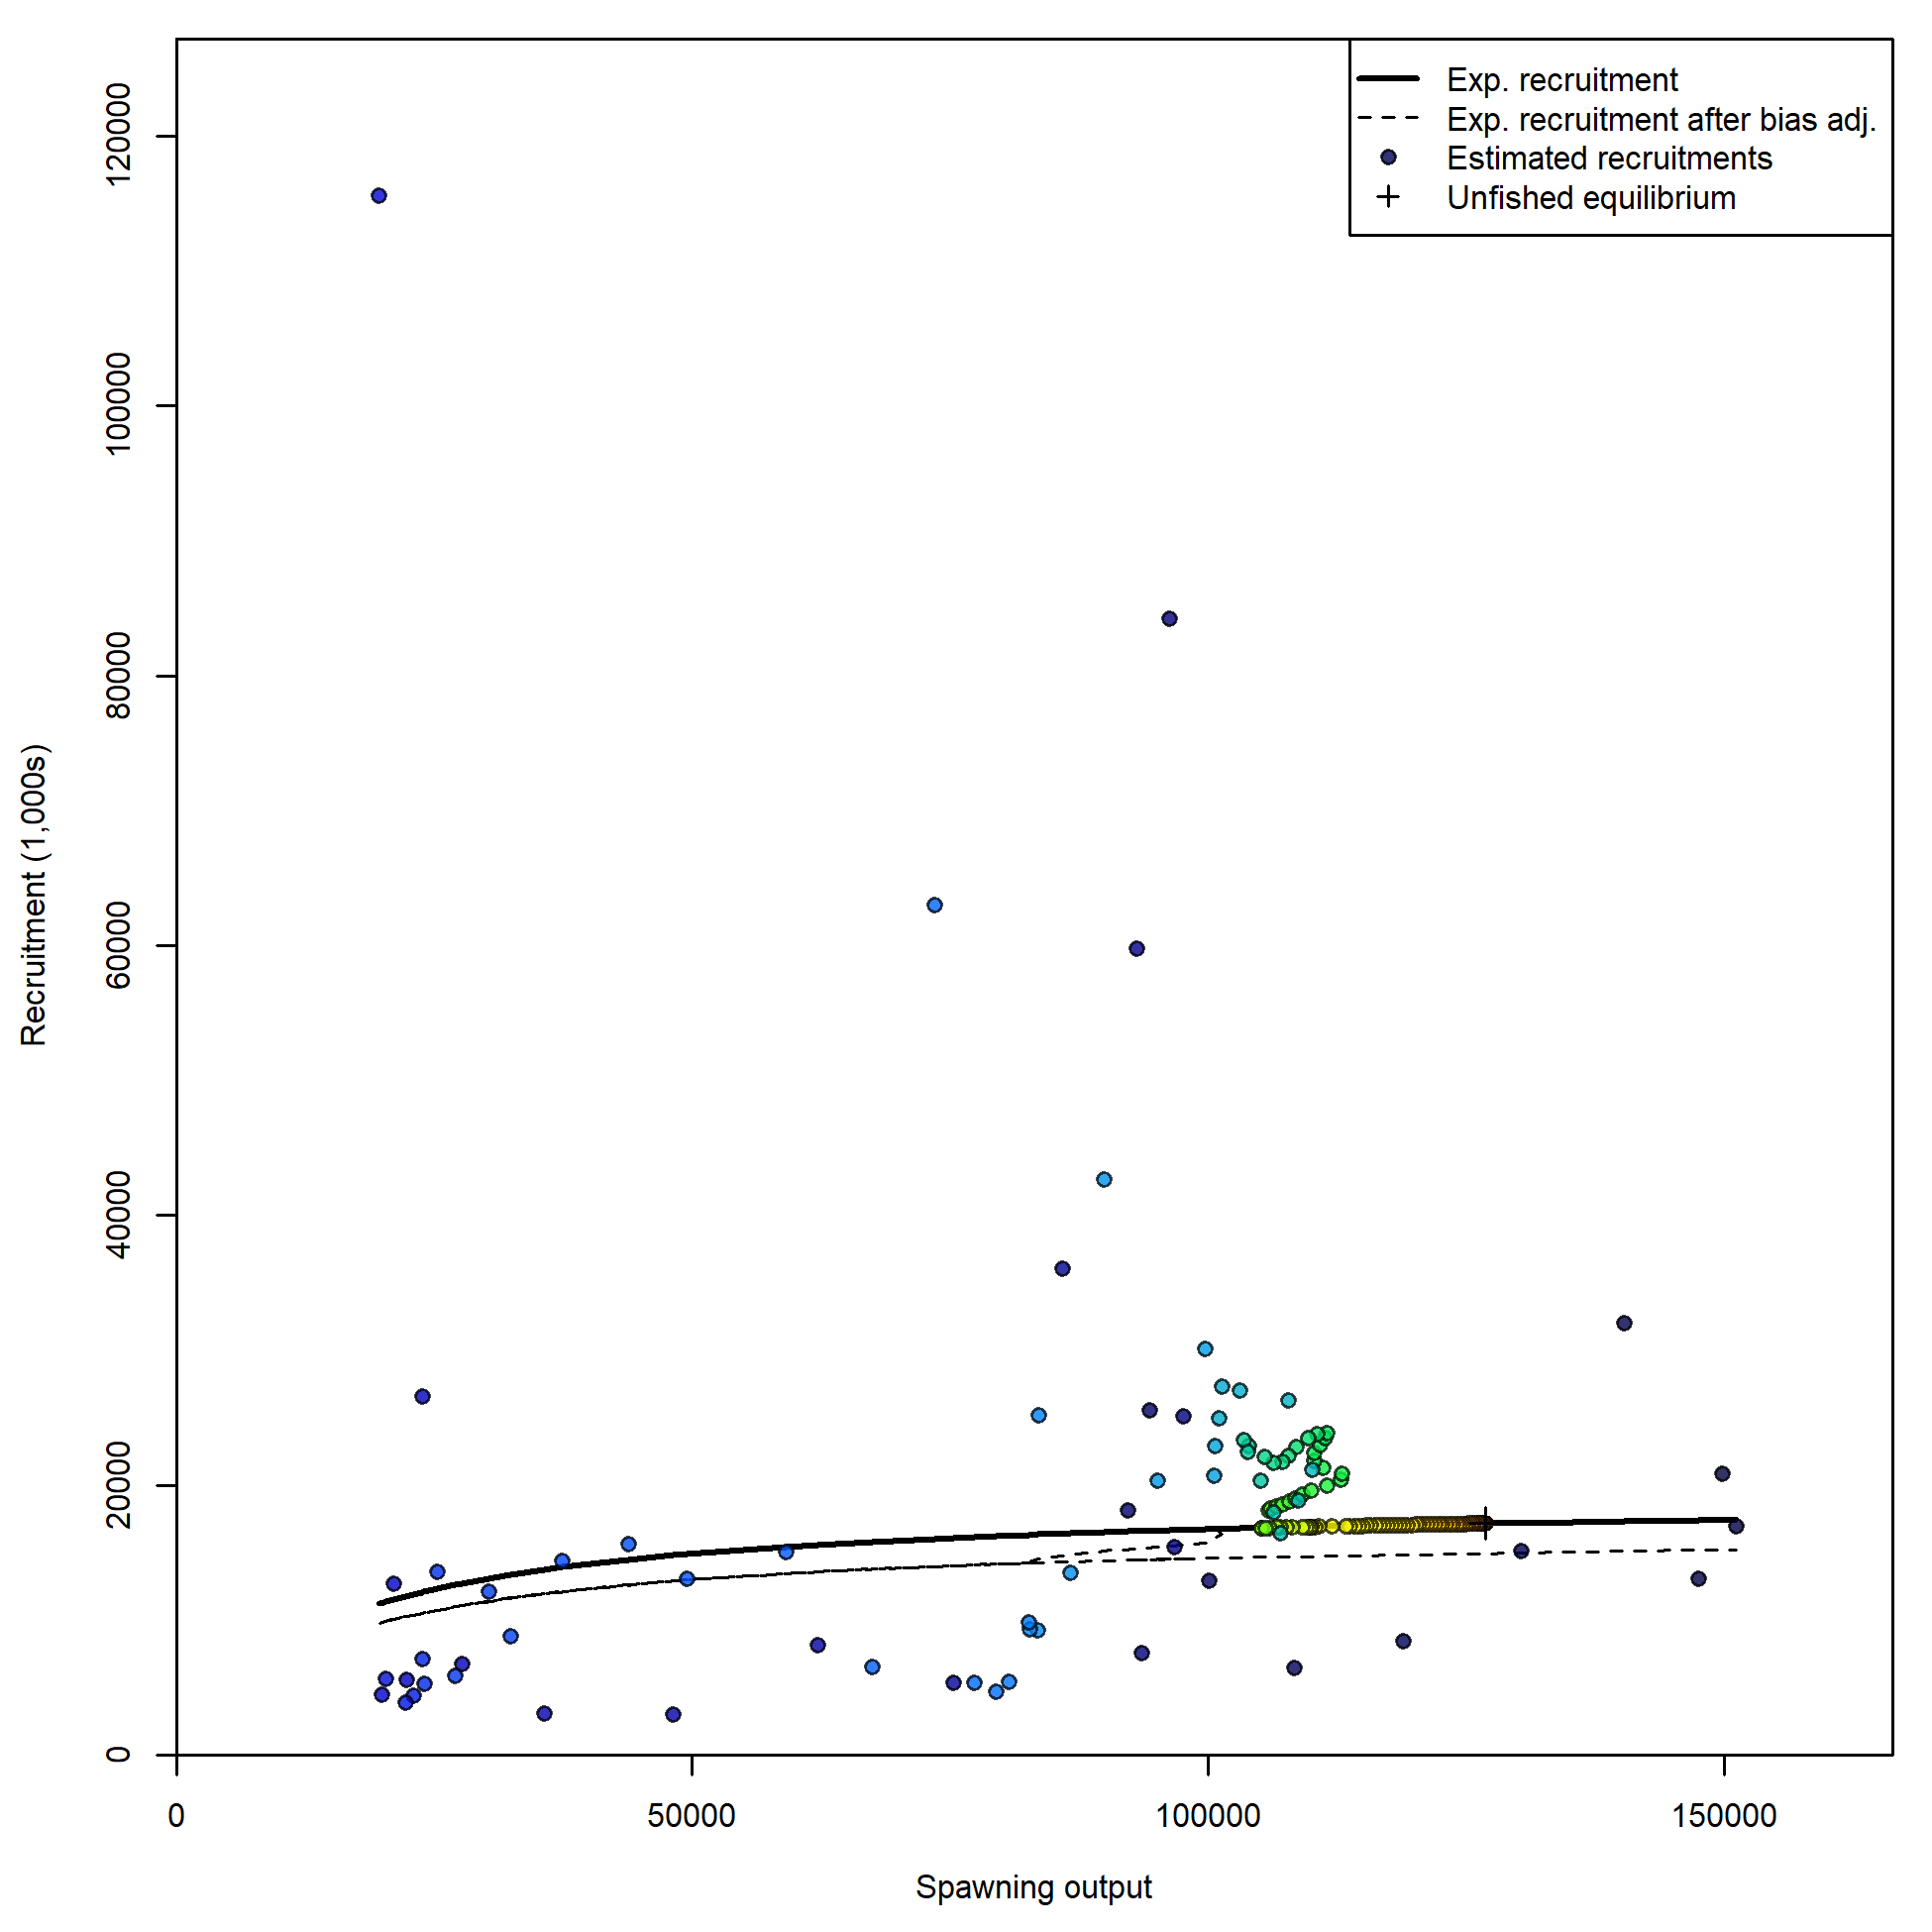 Exp. recruitment
Exp. recruitment after bias adj.
Estimated recruitments
Unfished equilibrium
120000
100000
80000
60000
40000
20000
0
Recruitment (1,000s)
0
50000
100000
150000
Spawning output